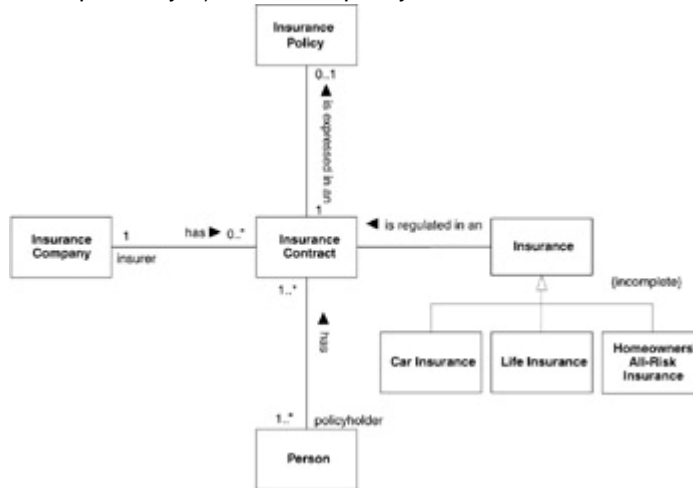 Insurance
Policy
0..1
is expressed in an
1
has
0..*
1
insurer
Insurance
Company
Insurance
Contract
is regulated in an
Insurance
{incomplete}
1..*
has
Car Insurance
Life Insurance
Homeowners
All-Risk
Insurance
1..*
policyholder
Person